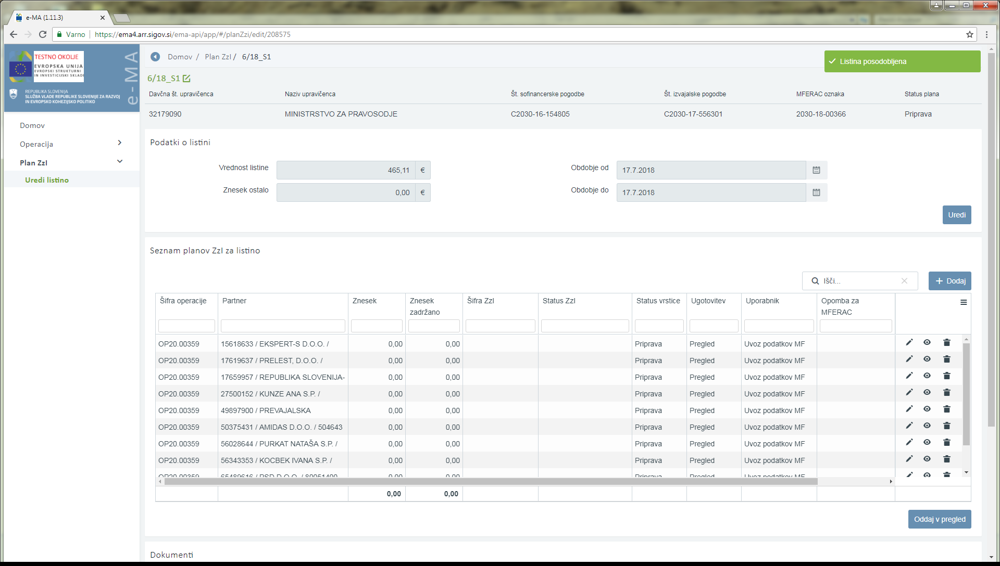 e-MA (1.11.3)
Varno https://ema4.arr.sigov.si/ema-api/app/#/planZzi/edit/208575
TESTNO OKOLJE
EVROPSKA UNIJA
EVROPSKI STRUKTURNI
IN INVESTICIJSKI SKLADI
e-MA
REPUBLIKA SLOVENIJA
SLUŽBA VLADE REPUBLIKE SLOVENIJE ZA RAZVOJ
IN EVROPSKO KOHEZIJSKO POLITIKO
Domov
Operacija
Plan ZzI
Uredi listino
Domov / Plan ZzI / 6/18_S1
Listina posodobljena
6/18_S1
Davčna št. upravičenca Naziv upravičenca Št. sofinancerske pogodbe Št. izvajalske pogodbe MFERAC oznaka Status plana
32179090 MINISTRSTVO ZA PRAVOSODJE C2030-16-154805 C2030-17-556301 2030-18-00366 Priprava
Podatki o listini
Vrednost listine 465,11 € Obdobje od 17.7.2018
Znesek ostalo 0,00 € Obdobje do 17.7.2018
Uredi
Seznam planov ZzI za listino
Išči... + Dodaj
Šifra operacije Partner Znesek Znesek zadržano Šifra ZzI Status ZzI Status vrstice Ugotovitev Uporabnik Opomba za MFERAC
OP20.00359 15618633 / EKSPERT-S D.O.O. / 0,00 0,00 Priprava Pregled Uvoz podatkov MF
OP20.00359 17619637 / PRELEST, D.O.O. / 0,00 0,00 Priprava Pregled Uvoz podatkov MF
OP20.00359 17659957 / REPUBLIKA SLOVENIJA- 0,00 0,00 Priprava Pregled Uvoz podatkov MF
OP20.00359 27500152 / KUNZE ANA S.P. / 0,00 0,00 Priprava Pregled Uvoz podatkov MF
OP20.00359 49897900 / PREVAJALSKA 0,00 0,00 Priprava Pregled Uvoz podatkov MF
OP20.00359 50375431 / AMIDAS D.O.O. / 504643 0,00 0,00 Priprava Pregled Uvoz podatkov MF
OP20.00359 56028644 / PURKAT NATAŠA S.P. / 0,00 0,00 Priprava Pregled Uvoz podatkov MF
OP20.00359 56343353 / KOCBEK IVANA S.P. / 0,00 0,00 Priprava Pregled Uvoz podatkov MF
OP20.00359 65489616 / PSD D.O.O. / 80051400 0,00 0,00 Priprava Pregled Uvoz podatkov MF
0,00 0,00
Oddaj v pregled
Dokumenti